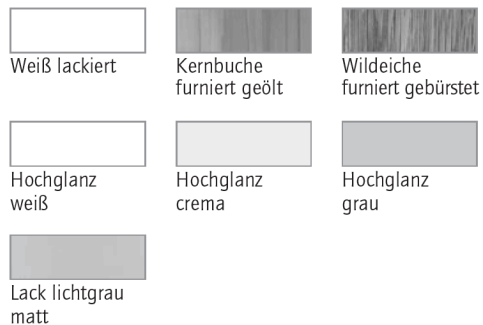 Weiß lackiert
Kernbuche
furniert geölt
Wildeiche
furniert gebürstet
Hochglanz
weiß
Hochglanz
crema
Hochglanz
grau
Lack lichtgrau
matt